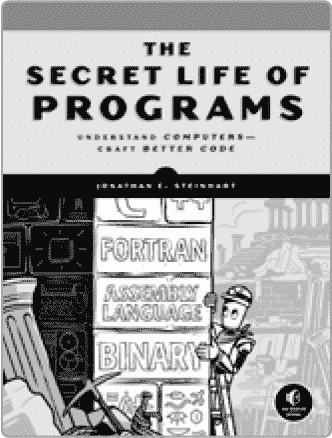 THE
SECRET LIFE OF
PROGRAMS
UNDERSTAND COMPUTERS—
CRAFT BETTER CODE
JONATHAN E. STEINHART
C ++
FORTRAN
ASSEMBLY
LANGUAGE
BINARY